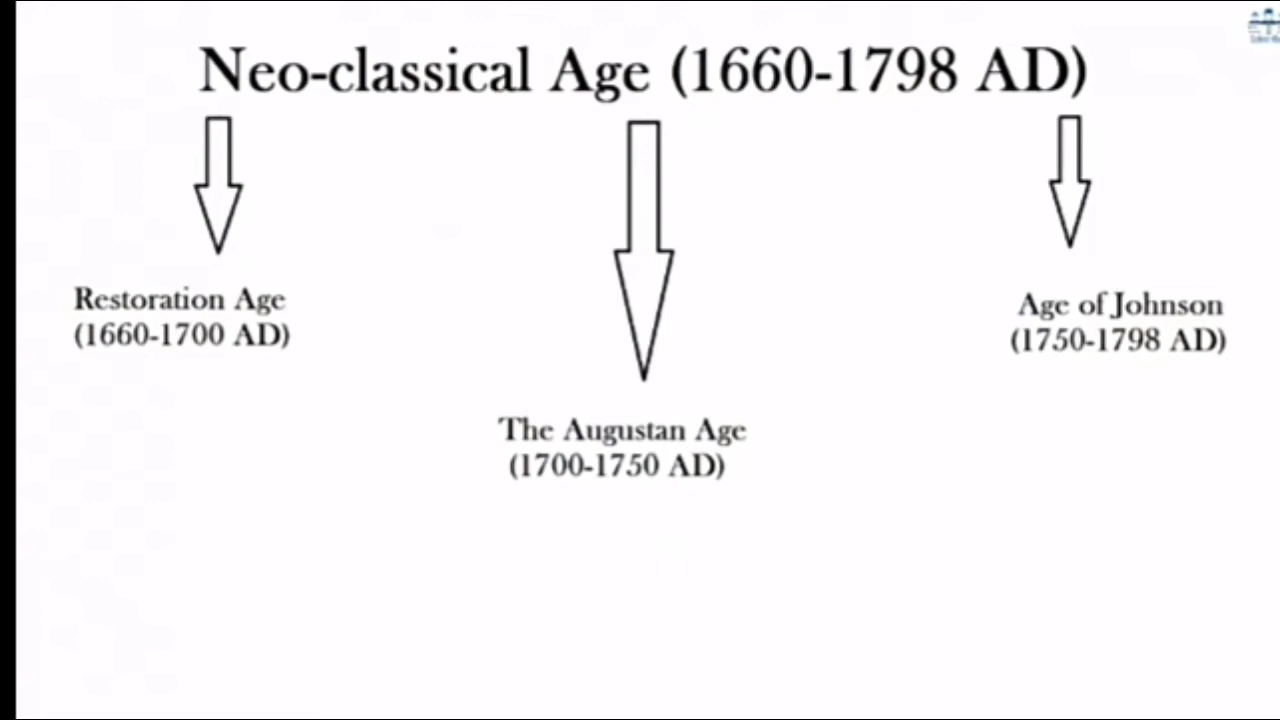 Neo-classical Age (1660-1798 AD)
Restoration Age
(1660-1700 AD)
The Augustan Age
(1700-1750 AD)
Age of Johnson
(1750-1798 AD)